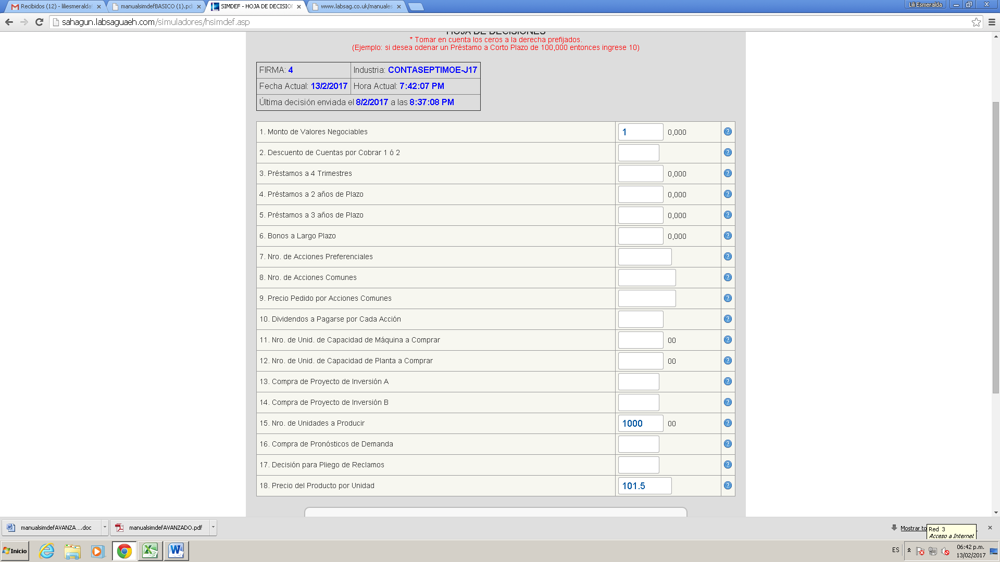 Recibidos (12) - liliesmeralda
manualsimdefBASICO (1).pd
SIMDEF - HOJA DE DECISIO
www.labsag.co.uk/manuales
Lili Esmeralda
sahagun.labsaguaeh.com/simuladores/hsimdef.asp
HOJA DE DECISIONES
* Tomar en cuenta los ceros a la derecha prefijados.
(Ejemplo: si desea odenar un Préstamo a Corto Plazo de 100,000 entonces ingrese 10)
FIRMA: 4 Industria: CONTASEPTIMOE-J17
Fecha Actual: 13/2/2017 Hora Actual: 7:42:07 PM
Última decisión enviada el 8/2/2017 a las 8:37:08 PM
1. Monto de Valores Negociables 1 0,000
2. Descuento de Cuentas por Cobrar 1 ó 2
3. Préstamos a 4 Trimestres 0,000
4. Préstamos a 2 años de Plazo 0,000
5. Préstamos a 3 años de Plazo 0,000
6. Bonos a Largo Plazo 0,000
7. Nro. de Acciones Preferenciales
8. Nro. de Acciones Comunes
9. Precio Pedido por Acciones Comunes
10. Dividendos a Pagarse por Cada Acción
11. Nro. de Unid. de Capacidad de Máquina a Comprar 00
12. Nro. de Unid. de Capacidad de Planta a Comprar 00
13. Compra de Proyecto de Inversión A
14. Compra de Proyecto de Inversión B
15. Nro. de Unidades a Producir 1000 00
16. Compra de Pronósticos de Demanda
17. Decisión para Pliego de Reclamos
18. Precio del Producto por Unidad 101.5
manualsimdefAVANZA....doc
manualsimdefAVANZADO.pdf
Mostrar to
Red 3
Acceso a Internet
Inicio
ES
06:42 p.m.
13/02/2017